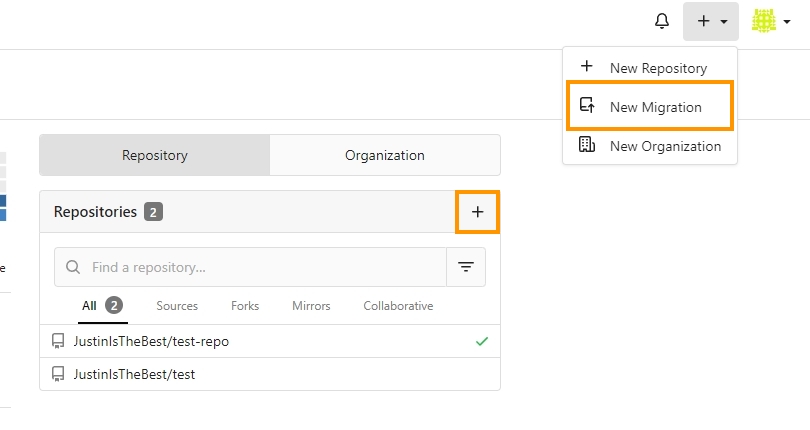 New Repository
New Migration
New Organization
Repository Organization
Repositories 2
Find a repository...
All 2 Sources Forks Mirrors Collaborative
e
JustinIsTheBest/test-repo
JustinIsTheBest/test